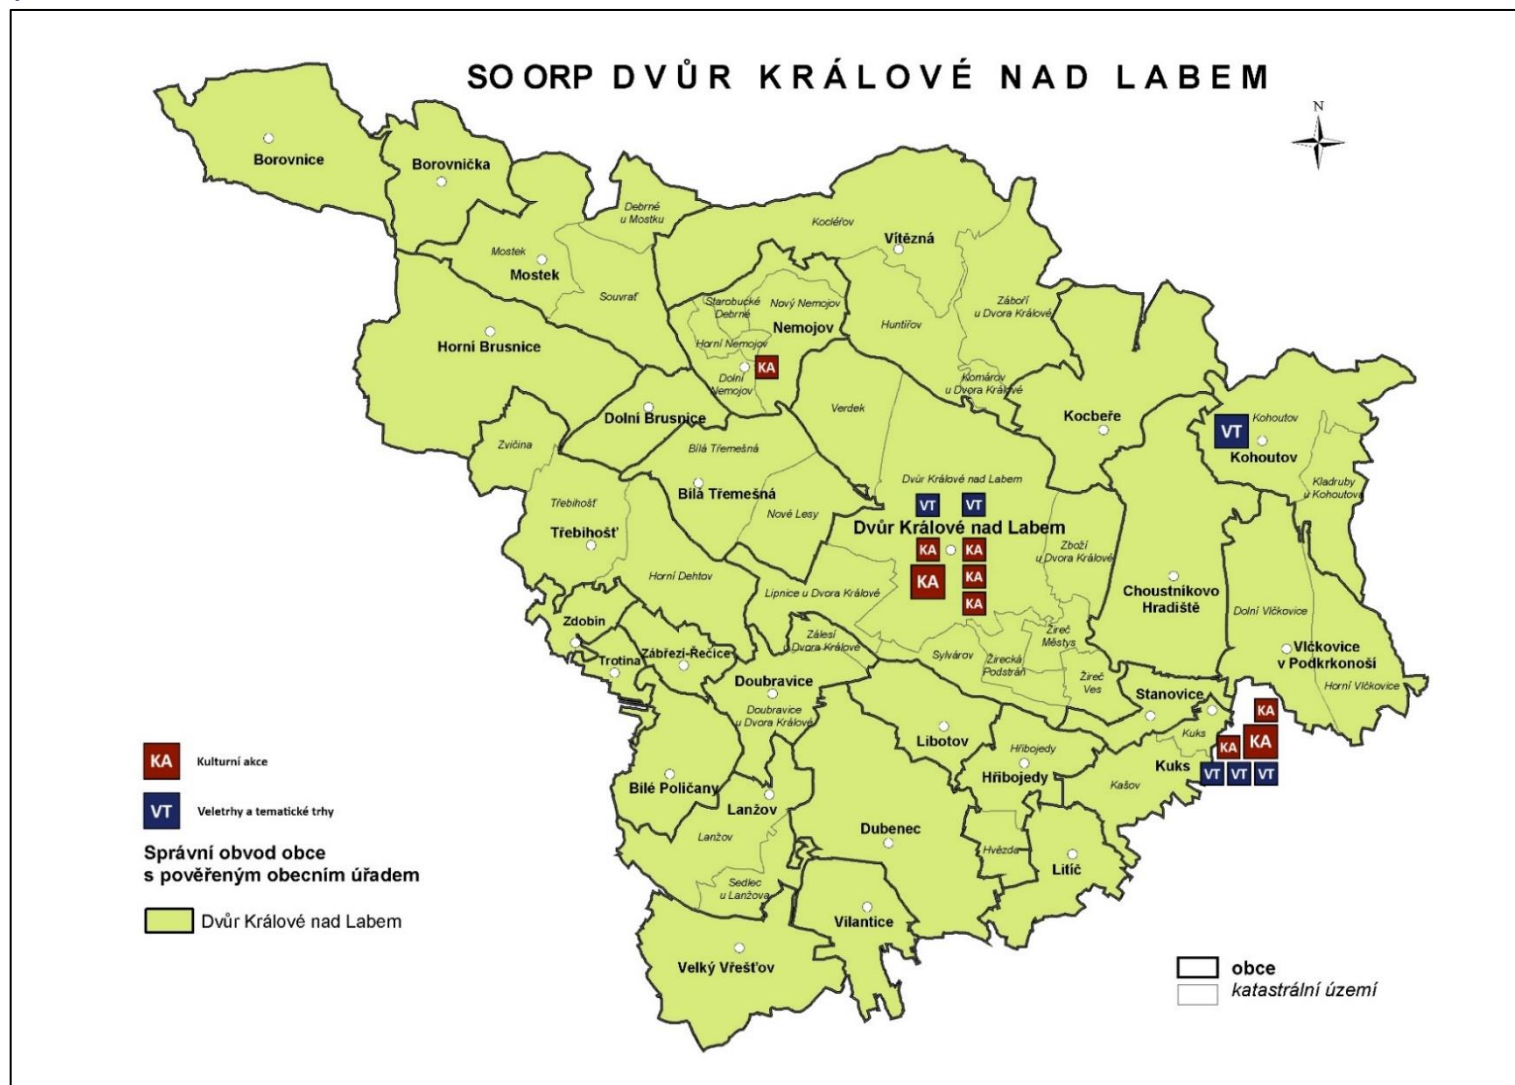 SO ORP DVŮR KRÁLOVÉ NAD LABEM
N
Borovnice
Borovnička
Debrné
u Mostku
Mostek
Mostek
Souvrať
Kocléřov
Vítězná
Starobucké
Debrné
Nový Nemojov
Nemojov
Horní Nemojov
Dolní
Nemojov
KA
Huntířov
Záboří
u Dvora Králové
Komárov
u Dvora Králové
Horní Brusnice
Dolní Brusnice
Verdek
Kocbeře
Kohoutov
VT
Kohoutov
Kladruby
u Kohoutova
Zvičina
Bílá Třemešná
Bílá Třemešná
Nové Lesy
Dvůr Králové nad Labem
VT
VT
Dvůr Králové nad Labem
KA
KA
KA
KA
KA
Zboží
u Dvora Králové
Třebihošť
Třebihošť
Horní Dehtov
Lipnice u Dvora Králové
Choustníkovo
Hradiště
Dolní Vlčkovice
Vlčkovice
v Podkrkonoší
Horní Vlčkovice
Zdobín
Trotina
Zábřezí-Řečice
Zálesí
u Dvora Králové
Sylvárov
Žirecká
Podstráň
Žireč
Městys
Žireč
Ves
Doubravice
Doubravice
u Dvora Králové
Stanovice
Kuks
Kuks
Kašov
KA
KA
KA
VT
VT
VT
Libotov
Hřibojedy
Hřibojedy
Bílé Poličany
Lanžov
Lanžov
Sedlec
u Lanžova
Dubenec
Hvězda
Litíč
Vilantice
Velký Vřešťov
KA
Kulturní akce
VT
Veletrhy a tematické trhy
Správní obvod obce
s pověřeným obecním úřadem
Dvůr Králové nad Labem
obce
katastrální území